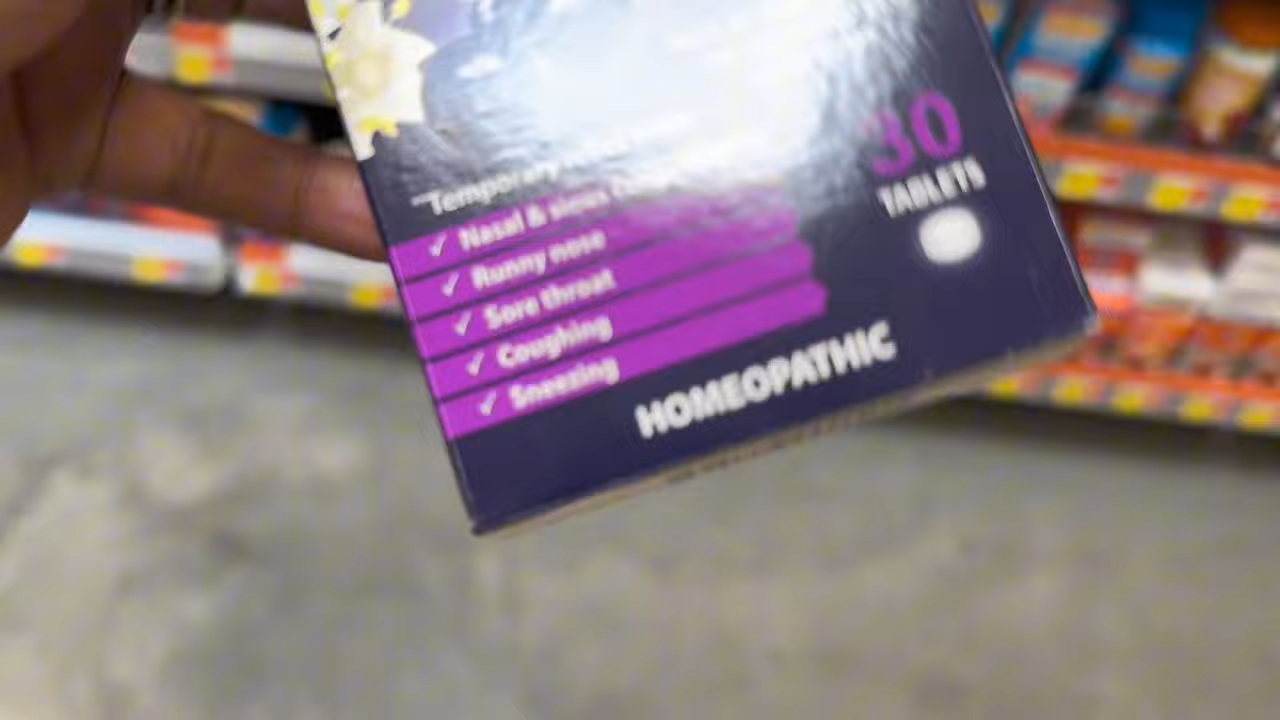 Temporary
✓ Nasal & sinus
✓ Runny nose
✓ Sore throat
✓ Coughing
✓ Sneezing
30
TABLETS
HOMEOPATHIC